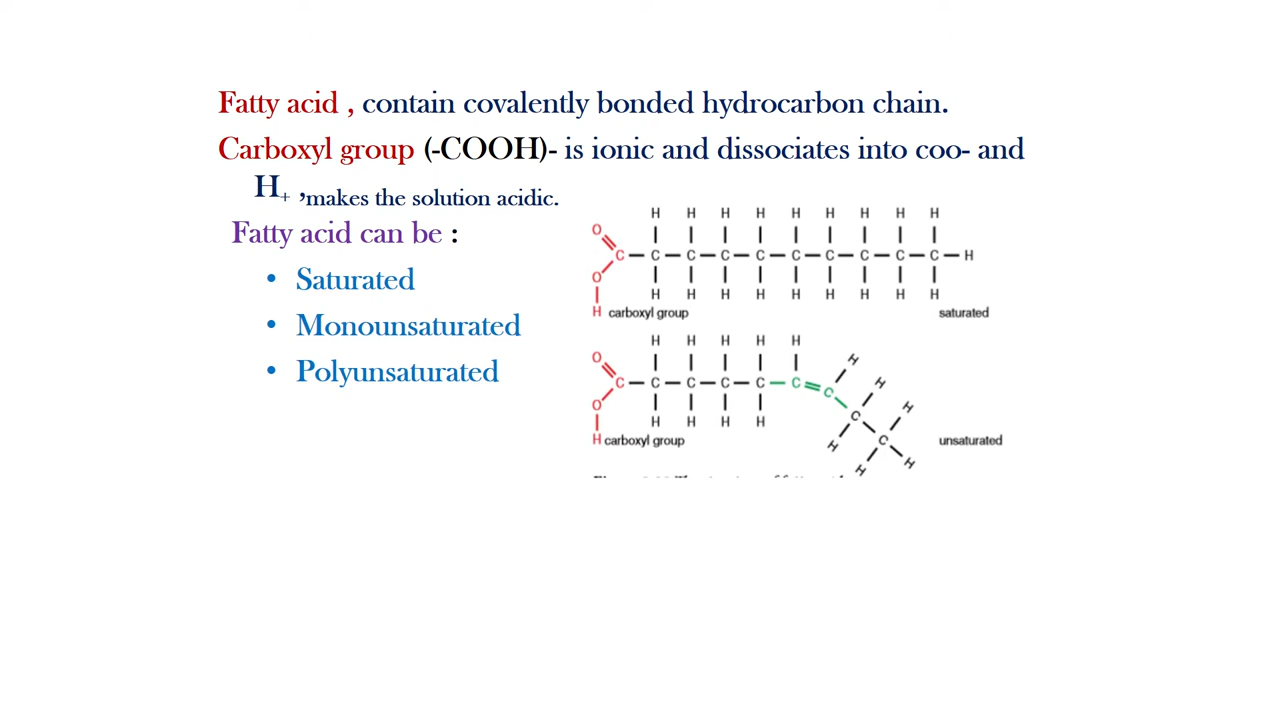 Fatty acid , contain covalently bonded hydrocarbon chain.
Carboxyl group (-COOH)- is ionic and dissociates into coo- and
H+ ,makes the solution acidic.
Fatty acid can be :
• Saturated
• Monounsaturated
• Polyunsaturated
H H H H H H H H H
O
C C C C C C C C C C H
O
H H H H H H H H H
H carboxyl group saturated
H H H H H
O H
C C C C C C H
C H
O C
C
H H H H H
H carboxyl group unsaturated
H H